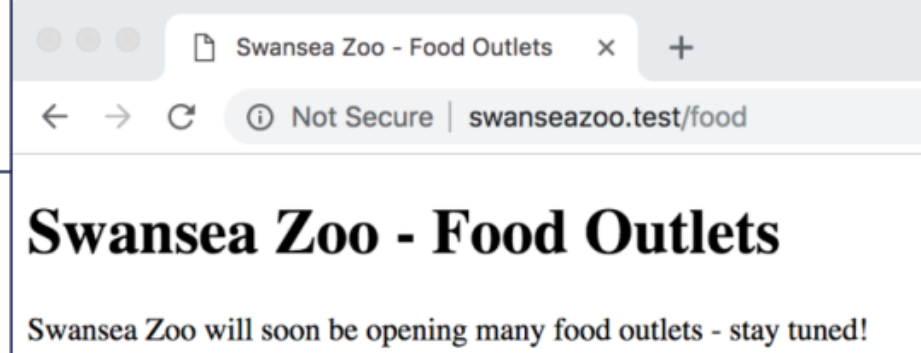 Swansea Zoo - Food Outlets
Not Secure | swanseazoo.test/food
Swansea Zoo - Food Outlets
Swansea Zoo will soon be opening many food outlets - stay tuned!